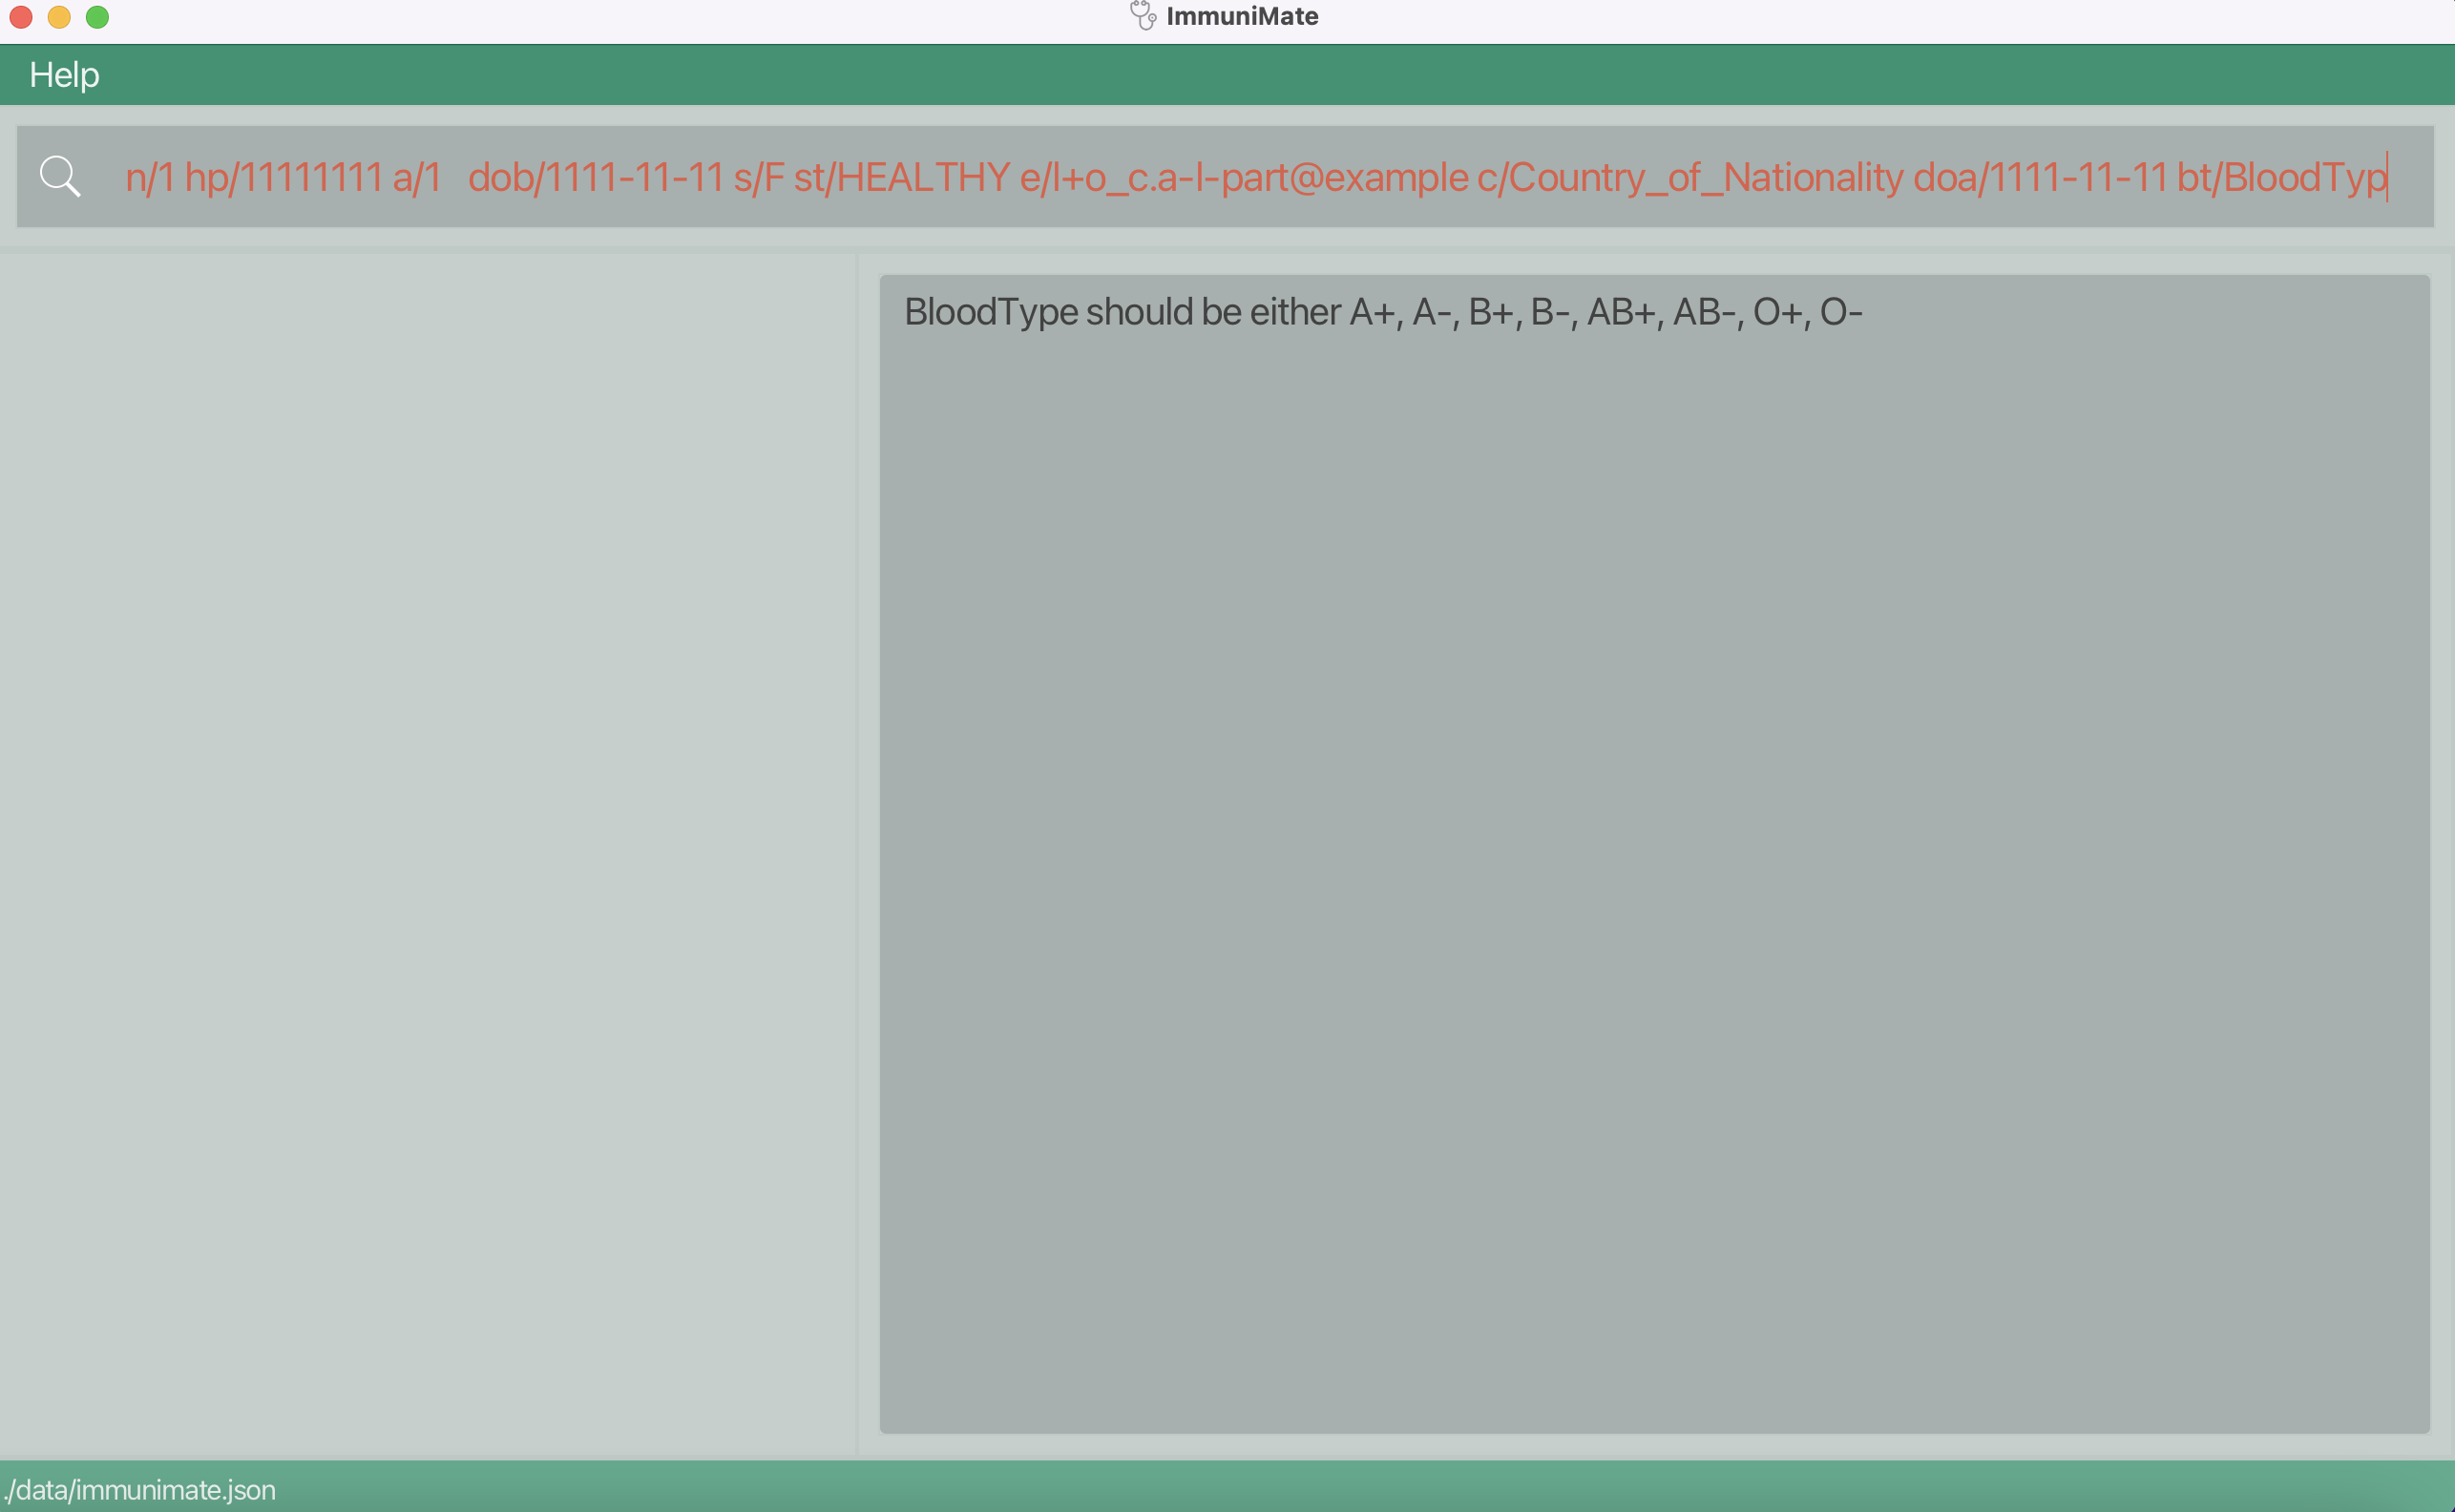 ImmuniMate
Help
n/1 hp/11111111 a/1   dob/1111-11-11 s/F st/HEALTHY e/l+o_c.a-l-part@example c/Country_of_Nationality doa/1111-11-11 bt/BloodTyp
BloodType should be either A+, A-, B+, B-, AB+, AB-, O+, O-
./data/immunimate.json